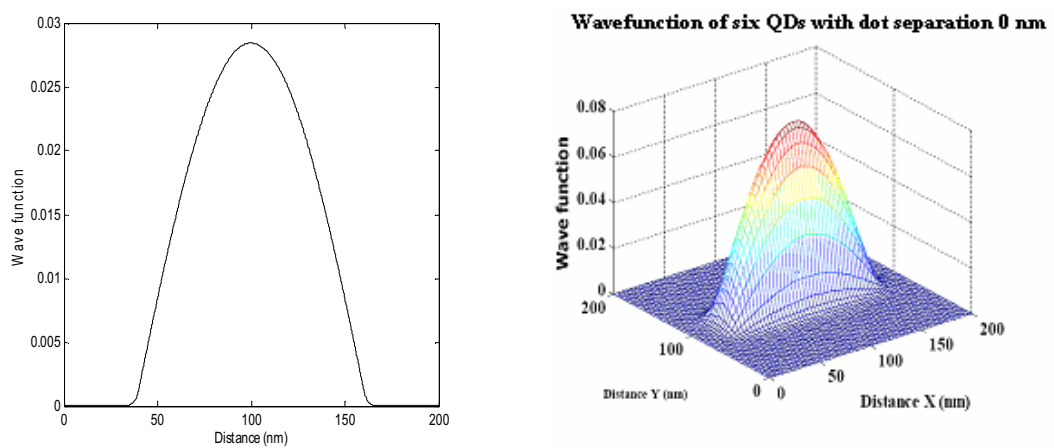 0.03
0.025
0.02
0.015
0.01
0.005
0
0 50 100 150 200
Wave function
Distance (nm)
Wavefunction of six QDs with dot separation 0 nm
0.08
0.06
0.04
0.02
0
200
100
0
0
50
100
150
200
Wave function
Distance Y (nm)
Distance X (nm)